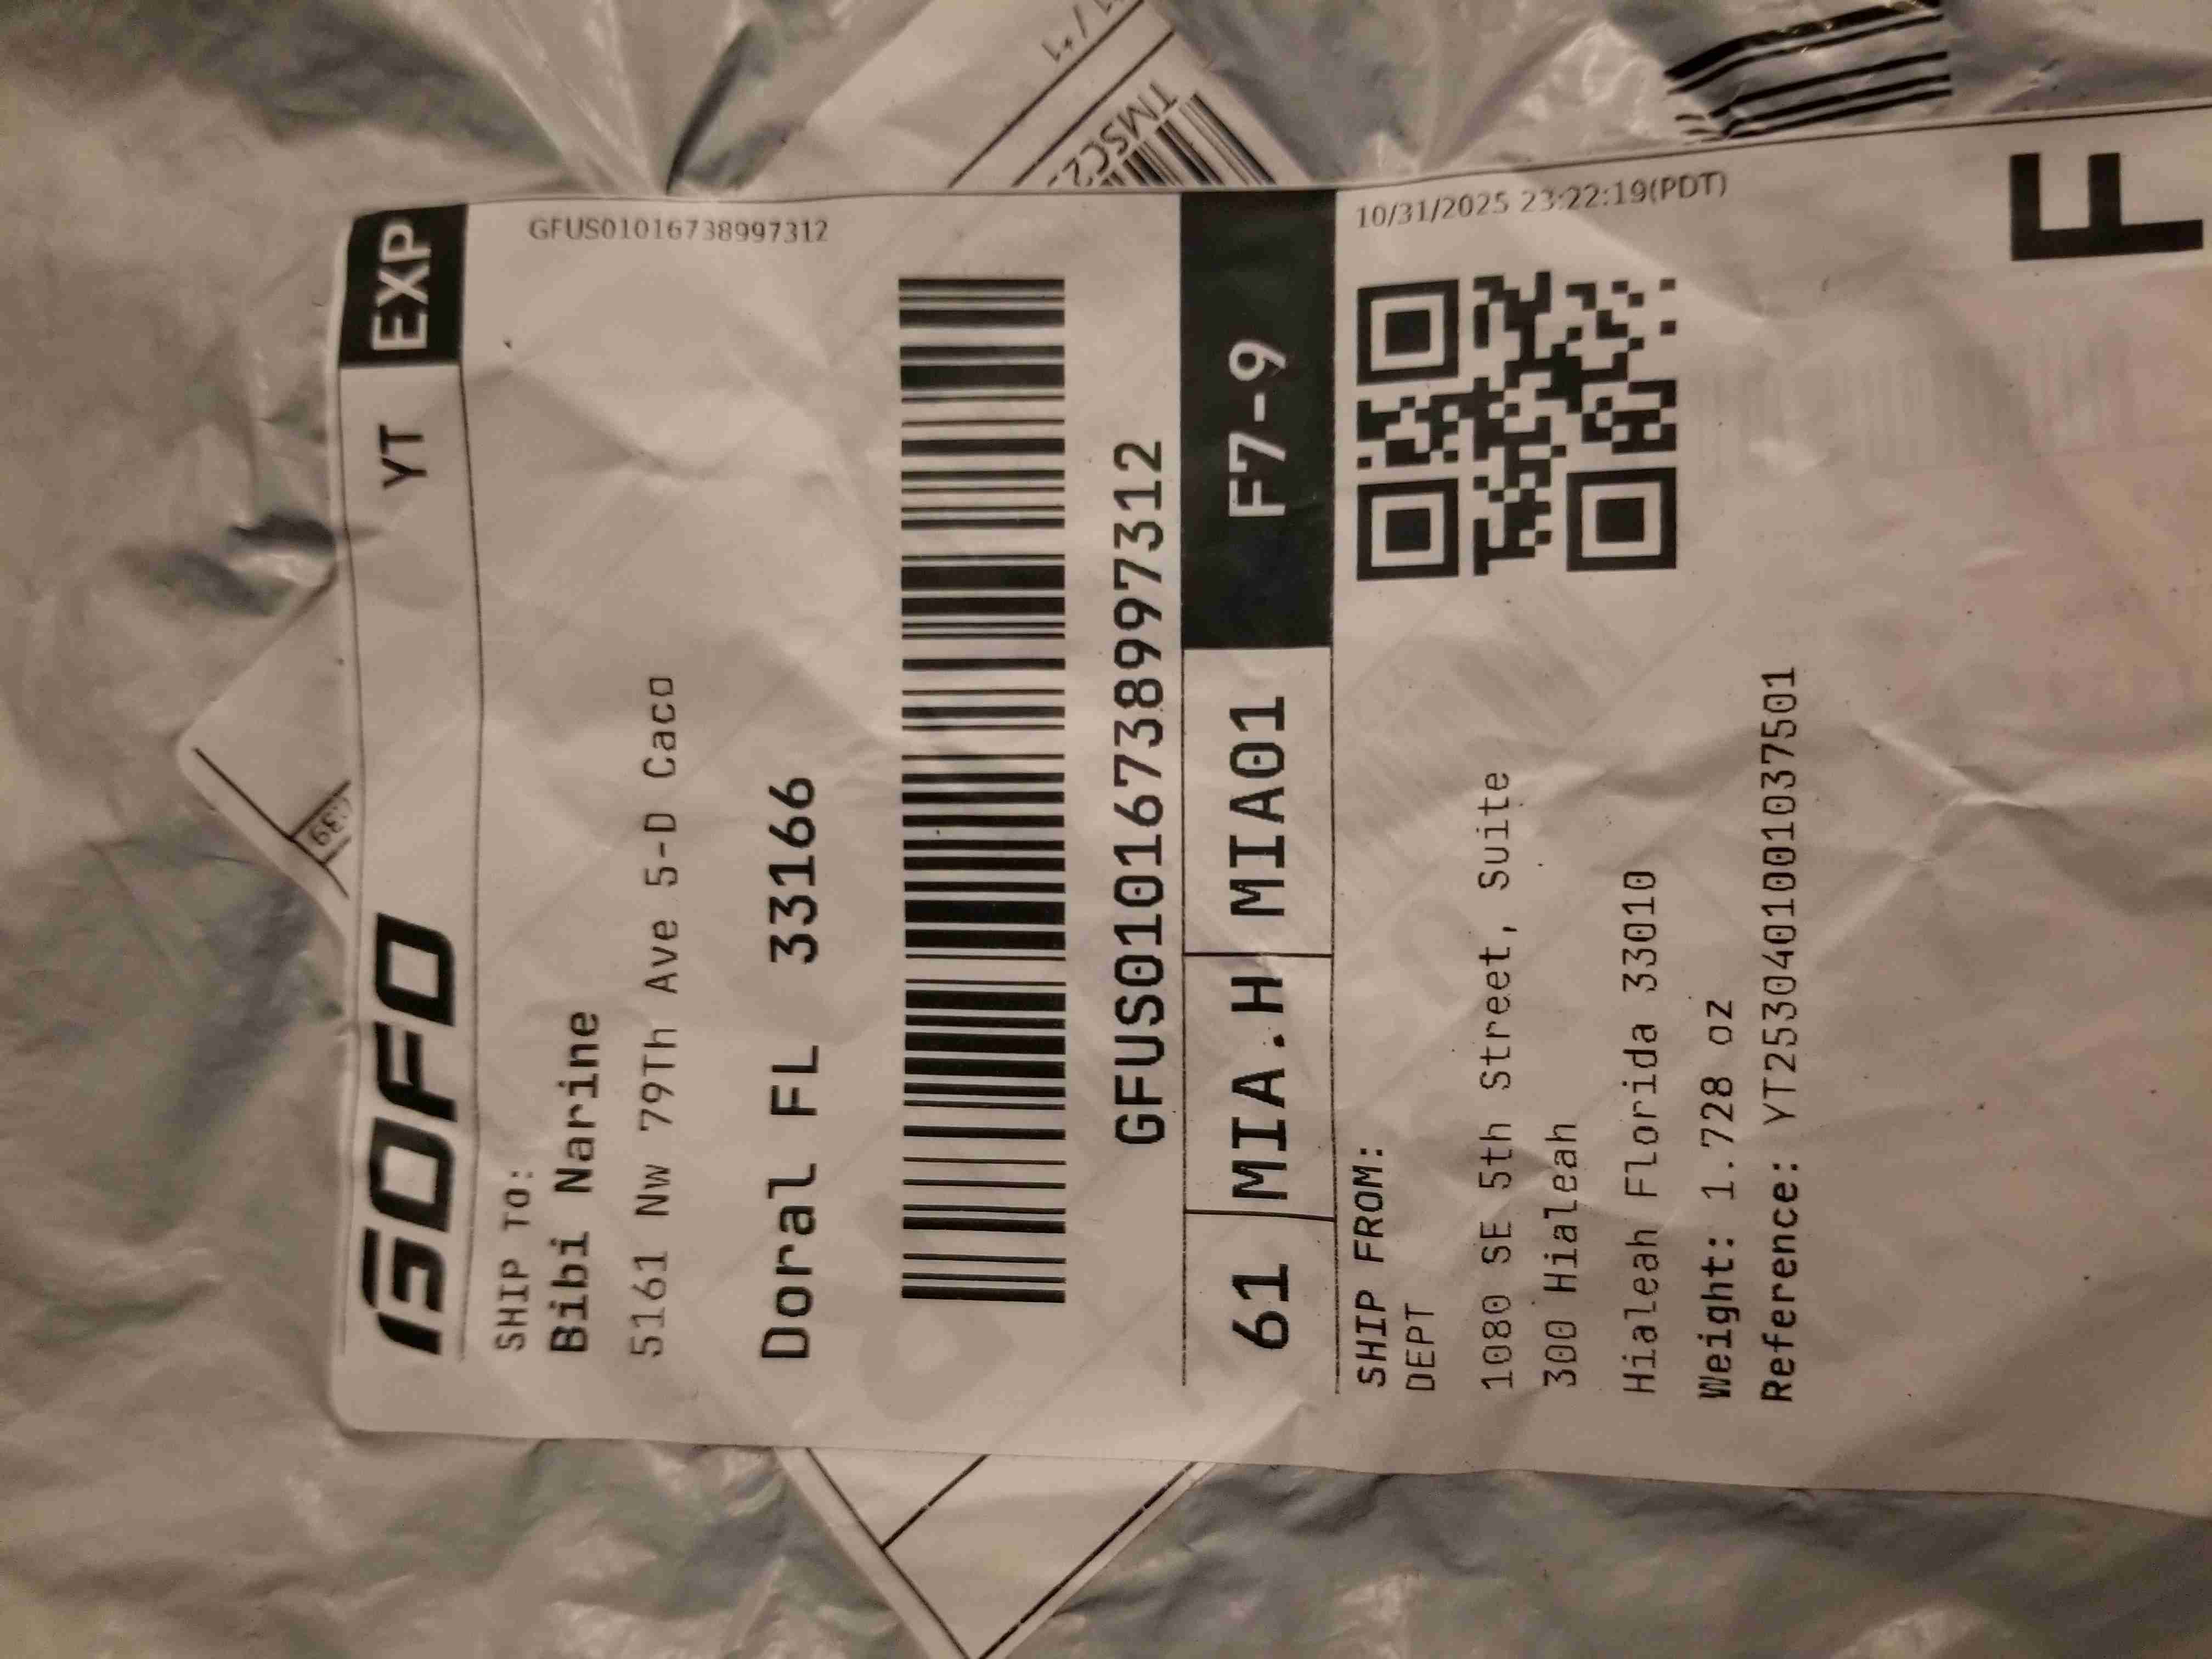 GOFO YT EXP
SHIP TO:
GFUS01016738997312
Bibi Narine
5161 Nw 79Th Ave 5-D Caco
Doral FL 33166
GFUS01016738997312
61 MIA.H MIA01 F7-9
SHIP FROM:
10/31/2025 23:22:19(PDT)
DEPT
1080 SE 5th Street, Suite
300 Hialeah
Hialeah Florida 33010
Weight: 1.728 oz
Reference: YT2530401001037501
F
TMSC2